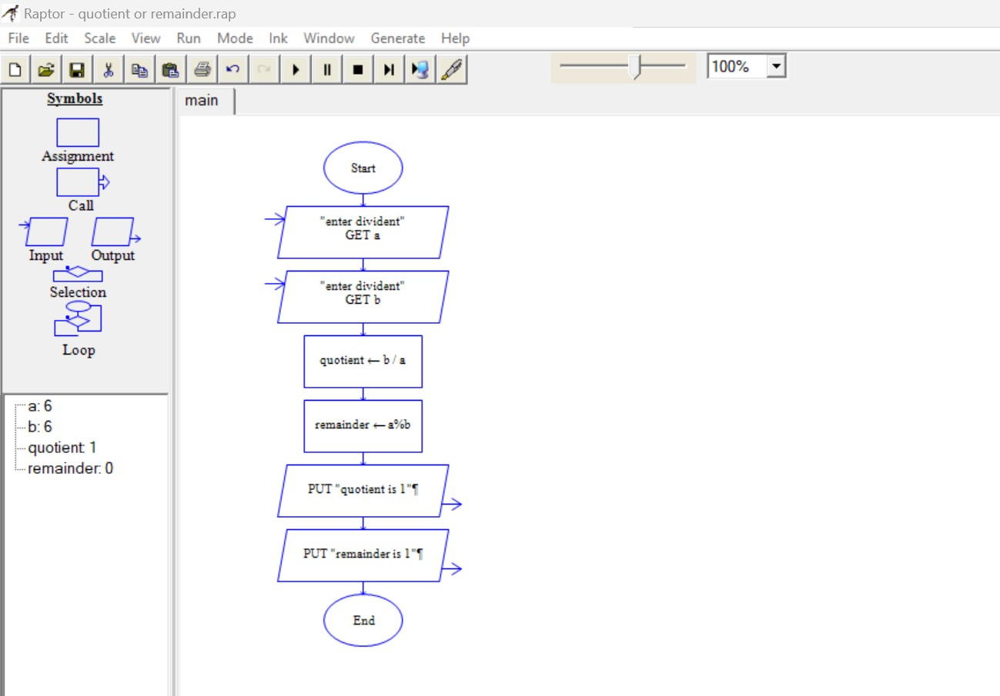 Raptor - quotient or remainder.rap
File Edit Scale View Run Mode Ink Window Generate Help
100%
Symbols
Assignment
Call
Input Output
Selection
Loop
a: 6
b: 6
quotient: 1
remainder: 0
main
Start
"enter divident"
GET a
"enter divident"
GET b
quotient ← b / a
remainder ← a%b
PUT "quotient is 1"¶
PUT "remainder is 1"¶
End